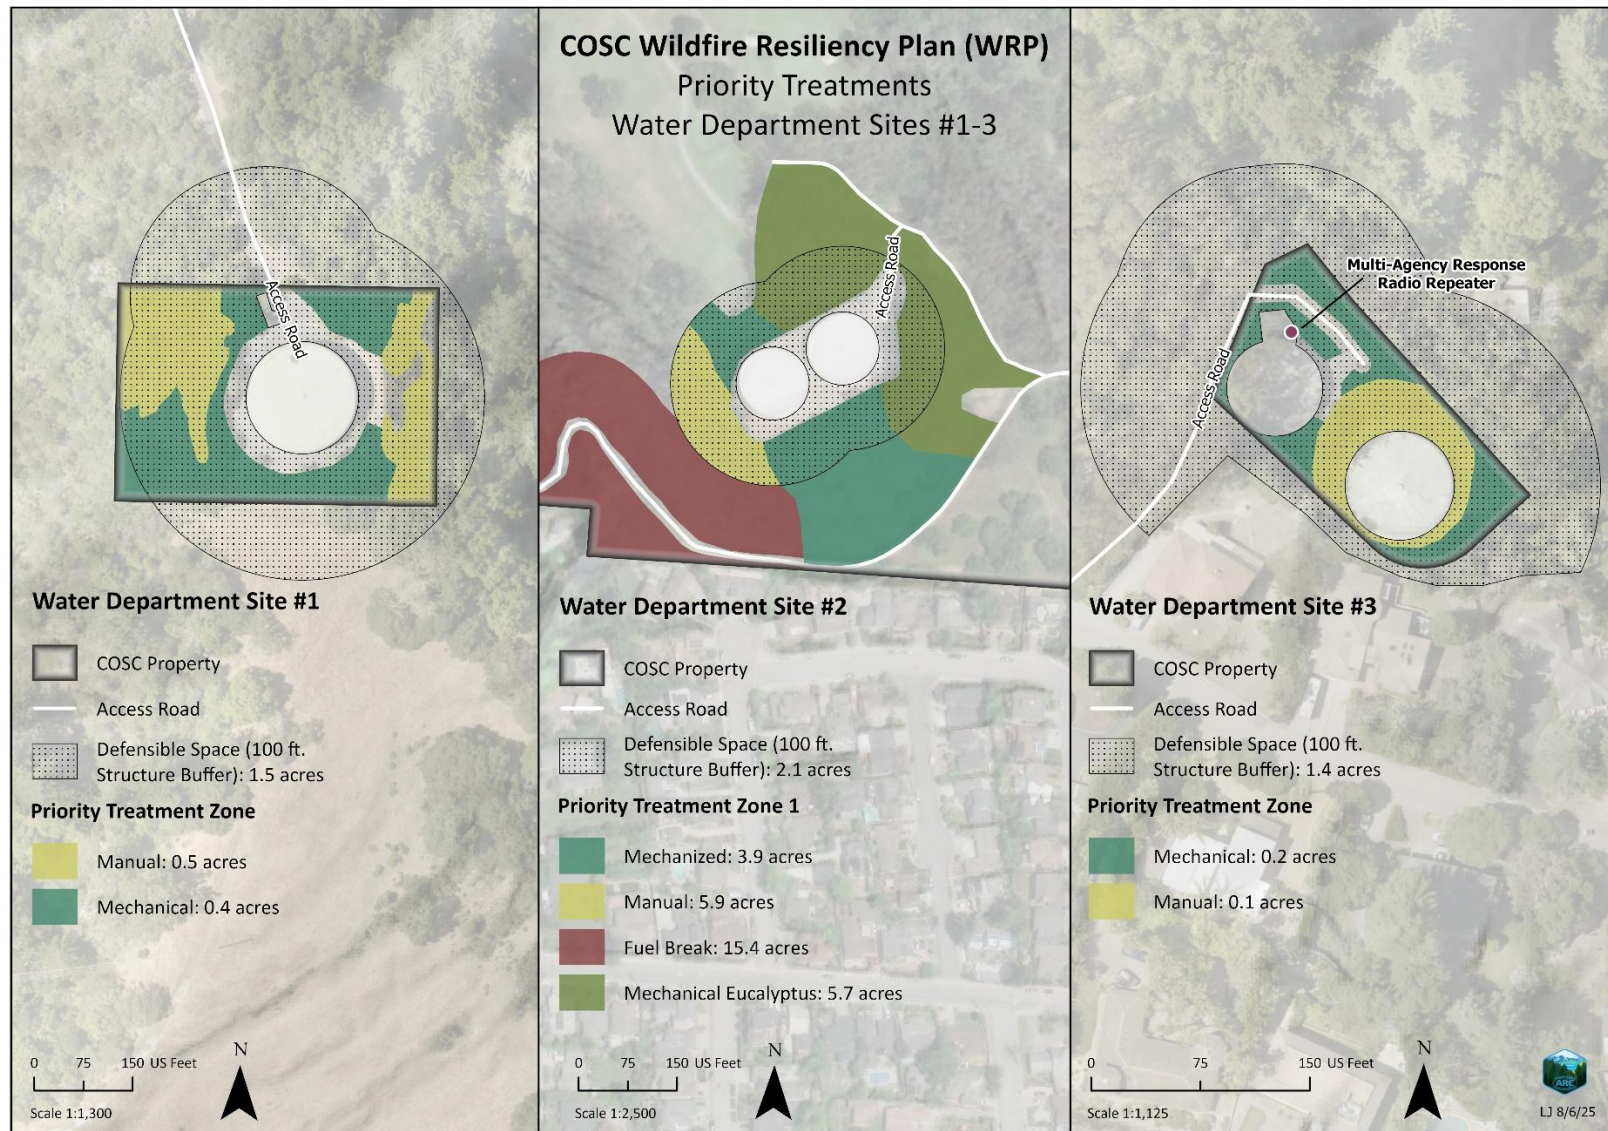 COSC Wildfire Resiliency Plan (WRP)
Priority Treatments
Water Department Sites #1-3
Access Road
Water Department Site #1
COSC Property
Access Road
Defensible Space (100 ft.
Structure Buffer): 1.5 acres
Priority Treatment Zone
Manual: 0.5 acres
Mechanical: 0.4 acres
0 75 150 US Feet
N
Scale 1:1,300
Access Road
Water Department Site #2
COSC Property
Access Road
Defensible Space (100 ft.
Structure Buffer): 2.1 acres
Priority Treatment Zone 1
Mechanized: 3.9 acres
Manual: 5.9 acres
Fuel Break: 15.4 acres
Mechanical Eucalyptus: 5.7 acres
0 75 150 US Feet
N
Scale 1:2,500
Multi-Agency Response
Radio Repeater
Access Road
Water Department Site #3
COSC Property
Access Road
Defensible Space (100 ft.
Structure Buffer): 1.4 acres
Priority Treatment Zone
Mechanical: 0.2 acres
Manual: 0.1 acres
0 75 150 US Feet
N
Scale 1:1,125
ARC
LJ 8/6/25